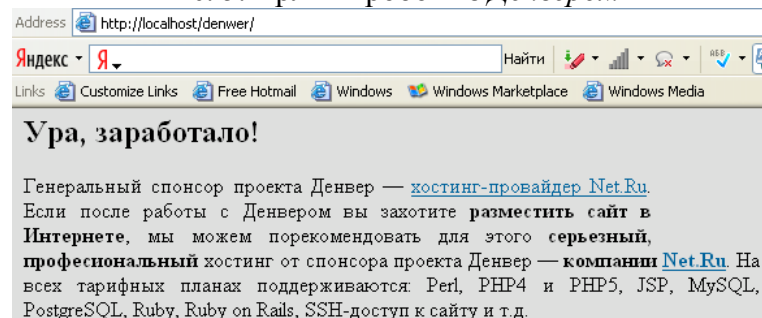 Address http://localhost/denwer/
Яндекс Я Найти
Links Customize Links Free Hotmail Windows Windows Marketplace Windows Media
Ура, заработало!
Генеральный спонсор проекта Денвер — хостинг-провайдер Net.Ru.
Если после работы с Денвером вы захотите разместить сайт в
Интернете, мы можем порекомендовать для этого серьезный,
професиональный хостинг от спонсора проекта Денвер — компании Net.Ru. На
всех тарифных планах поддерживаются: Perl, PHP4 и PHP5, JSP, MySQL,
PostgreSQL, Ruby, Ruby on Rails, SSH-доступ к сайту и т.д.